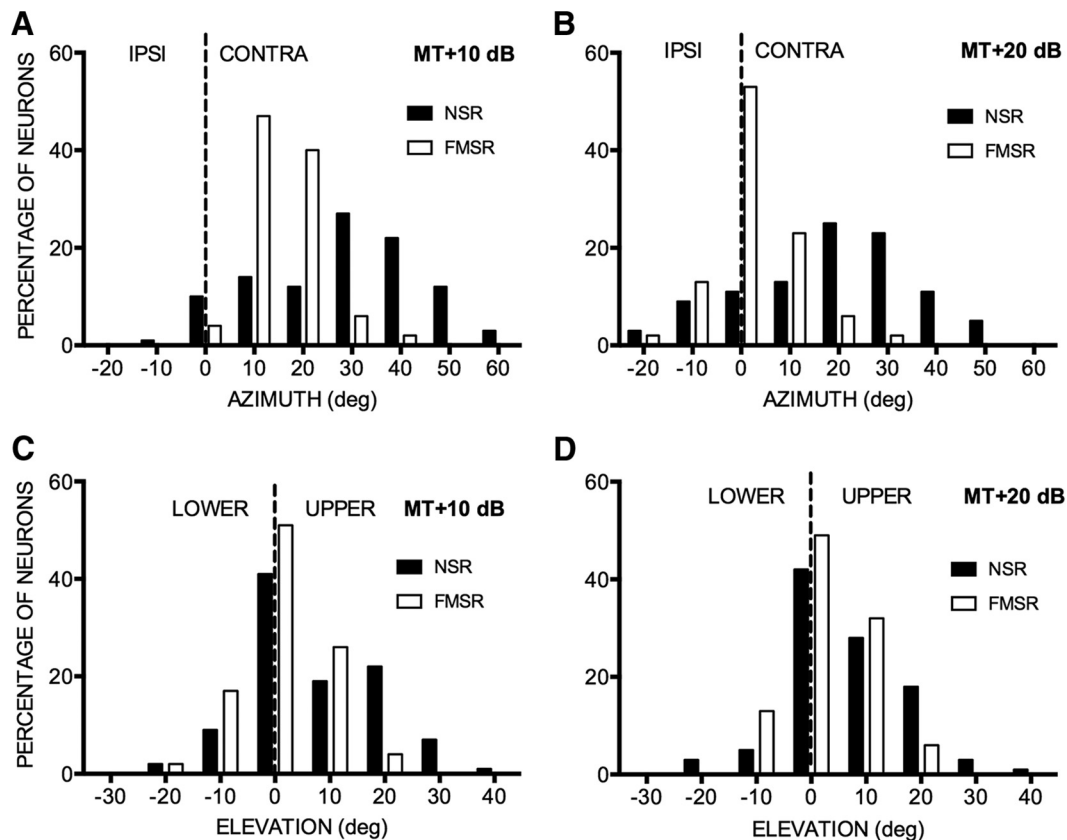 A
IPSI CONTRA MT+10 dB
NSR
FMSR
PERCENTAGE OF NEURONS
60
40
20
0
-20 -10 0 10 20 30 40 50 60
AZIMUTH (deg)
B
IPSI CONTRA MT+20 dB
NSR
FMSR
60
40
20
0
-20 -10 0 10 20 30 40 50 60
AZIMUTH (deg)
C
LOWER UPPER MT+10 dB
NSR
FMSR
PERCENTAGE OF NEURONS
60
40
20
0
-30 -20 -10 0 10 20 30 40
ELEVATION (deg)
D
LOWER UPPER MT+20 dB
NSR
FMSR
60
40
20
0
-30 -20 -10 0 10 20 30 40
ELEVATION (deg)